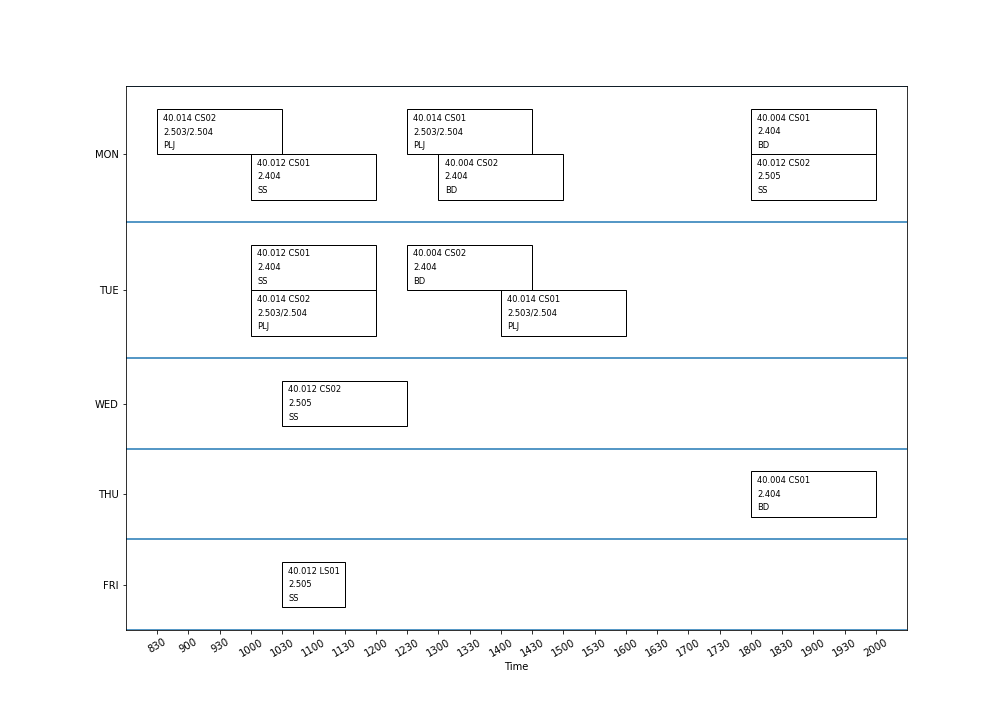 40.014 CS02
2.503/2.504
PLJ
40.014 CS01
2.503/2.504
PLJ
40.004 CS01
2.404
BD
MON
40.012 CS01
2.404
SS
40.004 CS02
2.404
BD
40.012 CS02
2.505
SS
40.012 CS01
2.404
SS
40.004 CS02
2.404
BD
TUE
40.014 CS02
2.503/2.504
PLJ
40.014 CS01
2.503/2.504
PLJ
WED
40.012 CS02
2.505
SS
THU
40.004 CS01
2.404
BD
FRI
40.012 LS01
2.505
SS
830 900 930 1000 1030 1100 1130 1200 1230 1300 1330 1400 1430 1500 1530 1600 1630 1700 1730 1800 1830 1900 1930 2000
Time